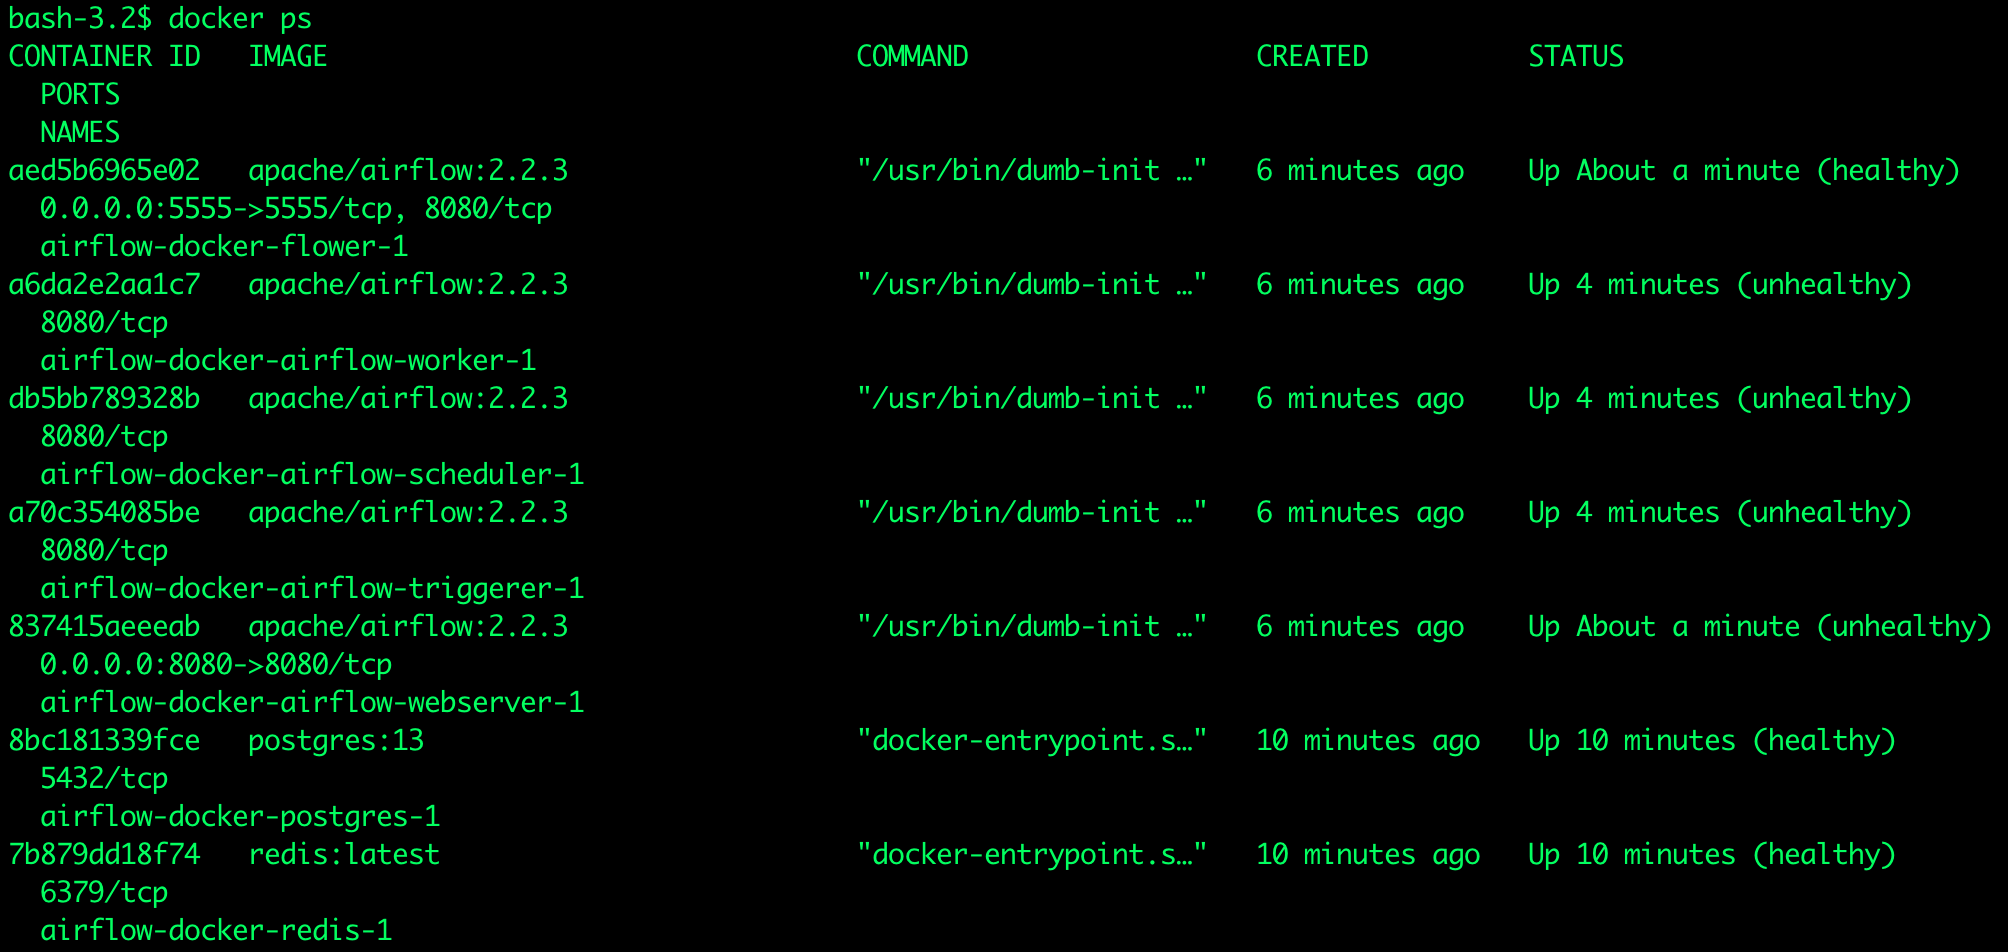 bash-3.2$ docker ps
CONTAINER ID   IMAGE                                 COMMAND                  CREATED          STATUS
  PORTS
  NAMES
aed5b6965e02   apache/airflow:2.2.3                  "/usr/bin/dumb-init …"   6 minutes ago    Up About a minute (healthy)
  0.0.0.0:5555->5555/tcp, 8080/tcp
  airflow-docker-flower-1
a6da2e2aa1c7   apache/airflow:2.2.3                  "/usr/bin/dumb-init …"   6 minutes ago    Up 4 minutes (unhealthy)
  8080/tcp
  airflow-docker-airflow-worker-1
db5bb789328b   apache/airflow:2.2.3                  "/usr/bin/dumb-init …"   6 minutes ago    Up 4 minutes (unhealthy)
  8080/tcp
  airflow-docker-airflow-scheduler-1
a70c354085be   apache/airflow:2.2.3                  "/usr/bin/dumb-init …"   6 minutes ago    Up 4 minutes (unhealthy)
  8080/tcp
  airflow-docker-airflow-triggerer-1
837415aeeeab   apache/airflow:2.2.3                  "/usr/bin/dumb-init …"   6 minutes ago    Up About a minute (unhealthy)
  0.0.0.0:8080->8080/tcp
  airflow-docker-airflow-webserver-1
8bc181339fce   postgres:13                           "docker-entrypoint.s…"   10 minutes ago   Up 10 minutes (healthy)
  5432/tcp
  airflow-docker-postgres-1
7b879dd18f74   redis:latest                          "docker-entrypoint.s…"   10 minutes ago   Up 10 minutes (healthy)
  6379/tcp
  airflow-docker-redis-1